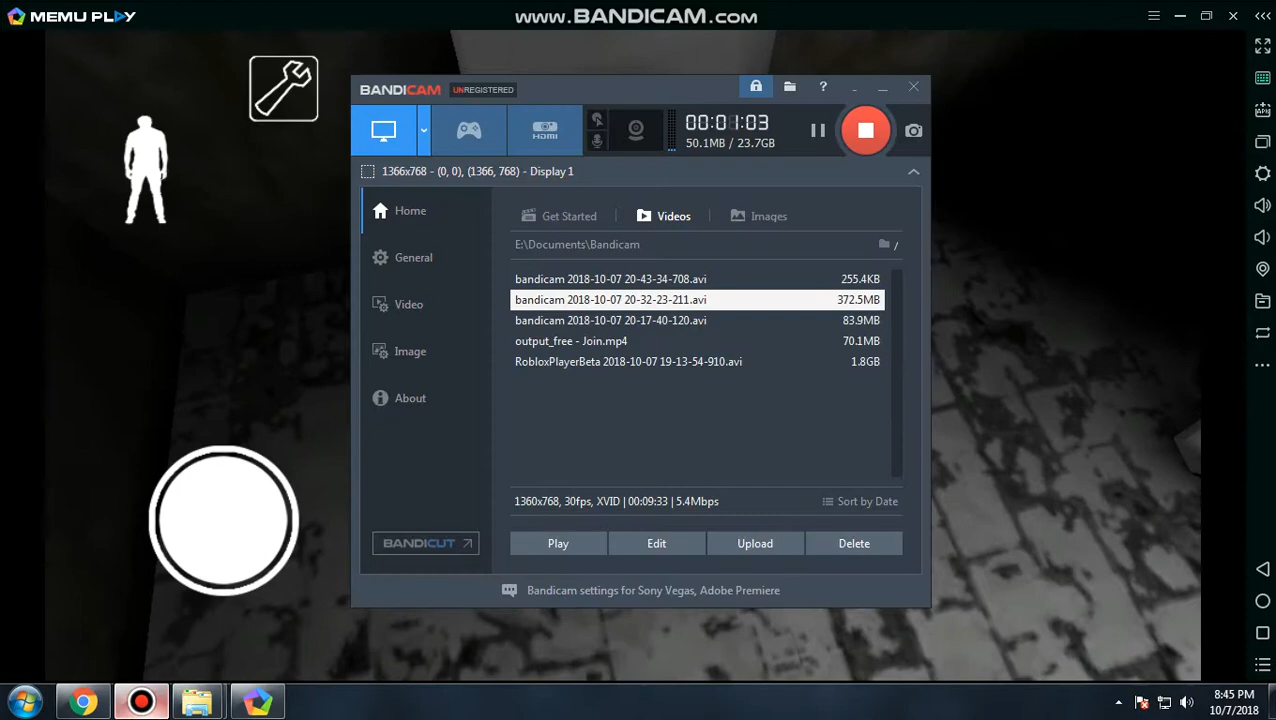 MEMU PLAY
www.BANDICAM.com
BANDICAM UNREGISTERED
?
HDMI
00:01:03
50.1MB / 23.7GB
1366x768 - (0, 0), (1366, 768) - Display 1
Home
General
Video
Image
About
BANDICUT
Get Started
Videos
Images
E:\Documents\Bandicam
/
bandicam 2018-10-07 20-43-34-708.avi 255.4KB
bandicam 2018-10-07 20-32-23-211.avi 372.5MB
bandicam 2018-10-07 20-17-40-120.avi 83.9MB
output_free - Join.mp4 70.1MB
RobloxPlayerBeta 2018-10-07 19-13-54-910.avi 1.8GB
1360x768, 30fps, XVID | 00:09:33 | 5.4Mbps
Sort by Date
Play Edit Upload Delete
Bandicam settings for Sony Vegas, Adobe Premiere
8:45 PM
10/7/2018